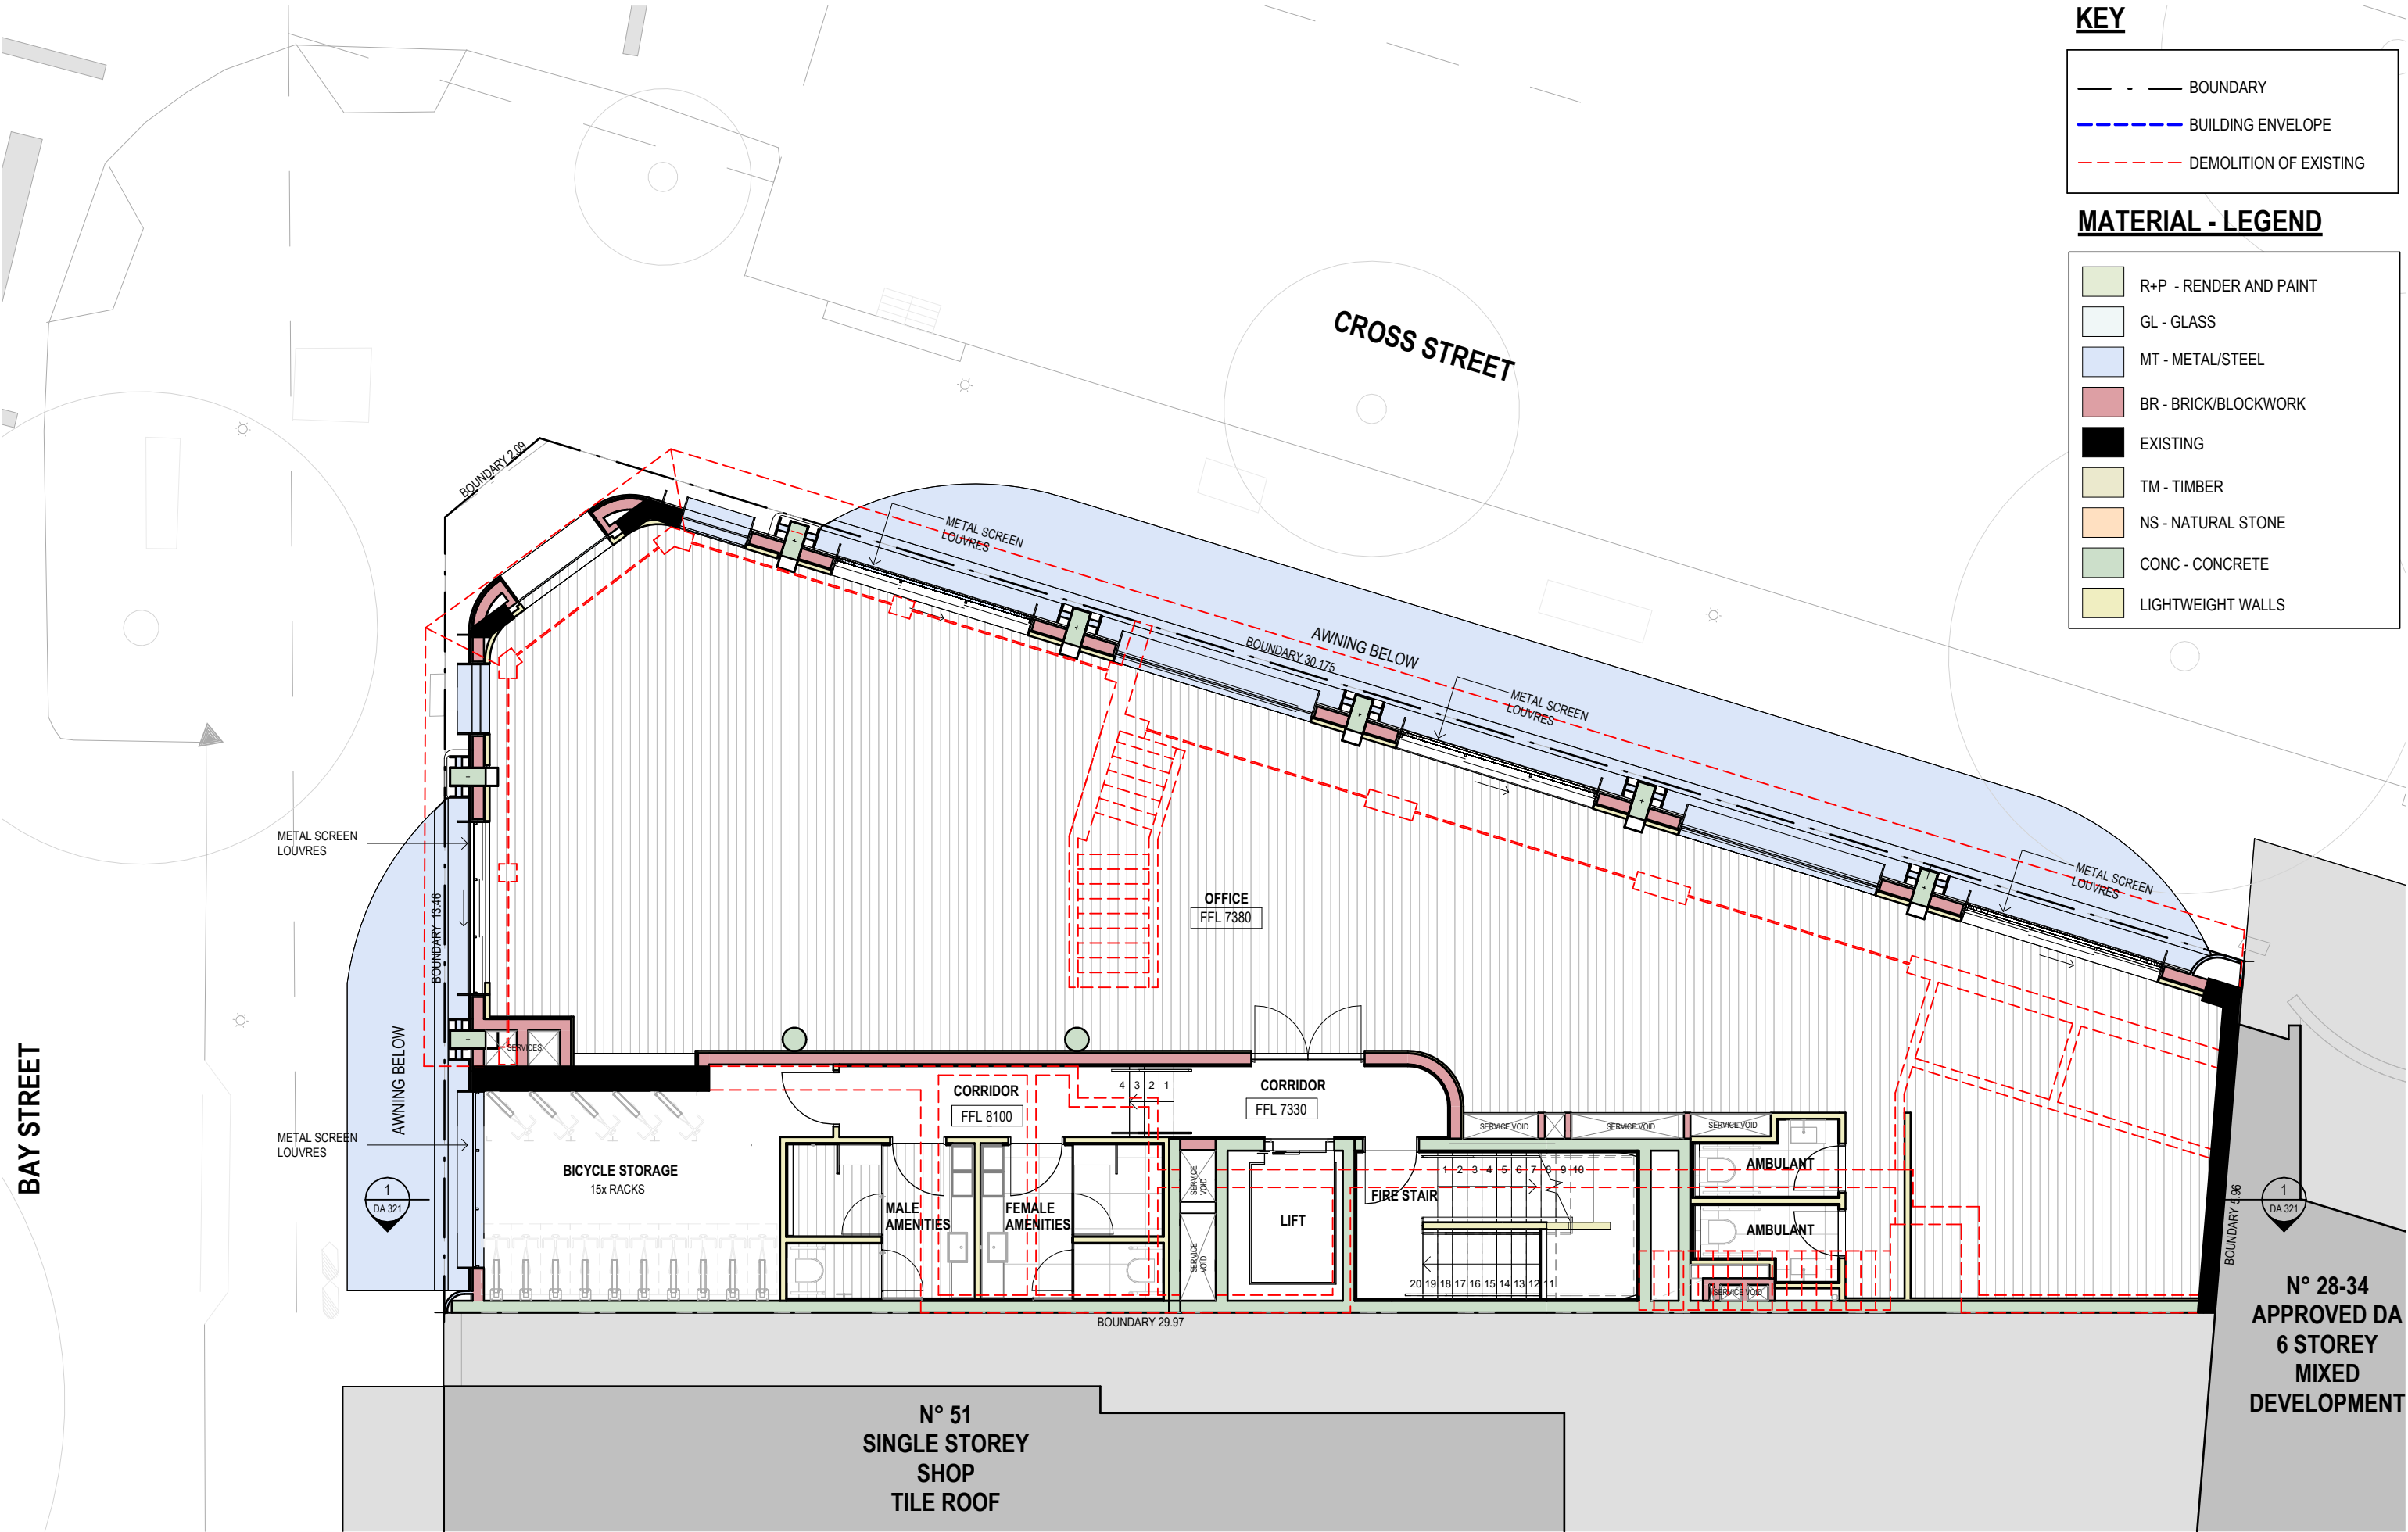 KEY
BOUNDARY
BUILDING ENVELOPE
DEMOLITION OF EXISTING
MATERIAL - LEGEND
R+P - RENDER AND PAINT
GL - GLASS
MT - METAL/STEEL
BR - BRICK/BLOCKWORK
EXISTING
TM - TIMBER
NS - NATURAL STONE
CONC - CONCRETE
LIGHTWEIGHT WALLS
CROSS STREET
BOUNDARY 2.09
METAL SCREEN
LOUVRES
AWNING BELOW
BOUNDARY 30.175
METAL SCREEN
LOUVRES
METAL SCREEN
LOUVRES
METAL SCREEN
LOUVRES
BOUNDARY 13.46
OFFICE
FFL 7380
SERVICES
BAY STREET
AWNING BELOW
METAL SCREEN
LOUVRES
1
DA 321
CORRIDOR
FFL 8100
4 3 2 1
CORRIDOR
FFL 7330
SERVICE VOID
SERVICE VOID
SERVICE VOID
BICYCLE STORAGE
15x RACKS
MALE
AMENITIES
FEMALE
AMENITIES
SERVICE
VOID
SERVICE
VOID
LIFT
FIRE STAIR
1 2 3 4 5 6 7 8 9 10
20 19 18 17 16 15 14 13 12 11
AMBULANT
AMBULANT
SERVICE VOID
BOUNDARY 5.96
1
DA 321
BOUNDARY 29.97
N° 28-34
APPROVED DA
6 STOREY
MIXED
DEVELOPMENT
N° 51
SINGLE STOREY
SHOP
TILE ROOF